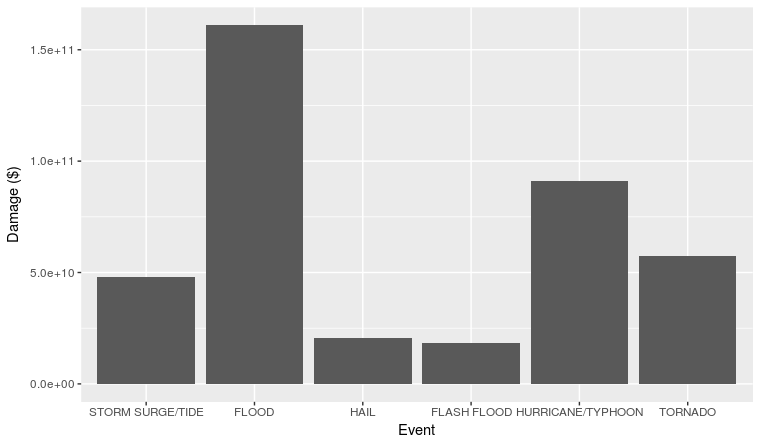 Damage ($)
1.5e+11
1.0e+11
5.0e+10
0.0e+00
STORM SURGE/TIDE FLOOD HAIL FLASH FLOOD HURRICANE/TYPHOON TORNADO
Event